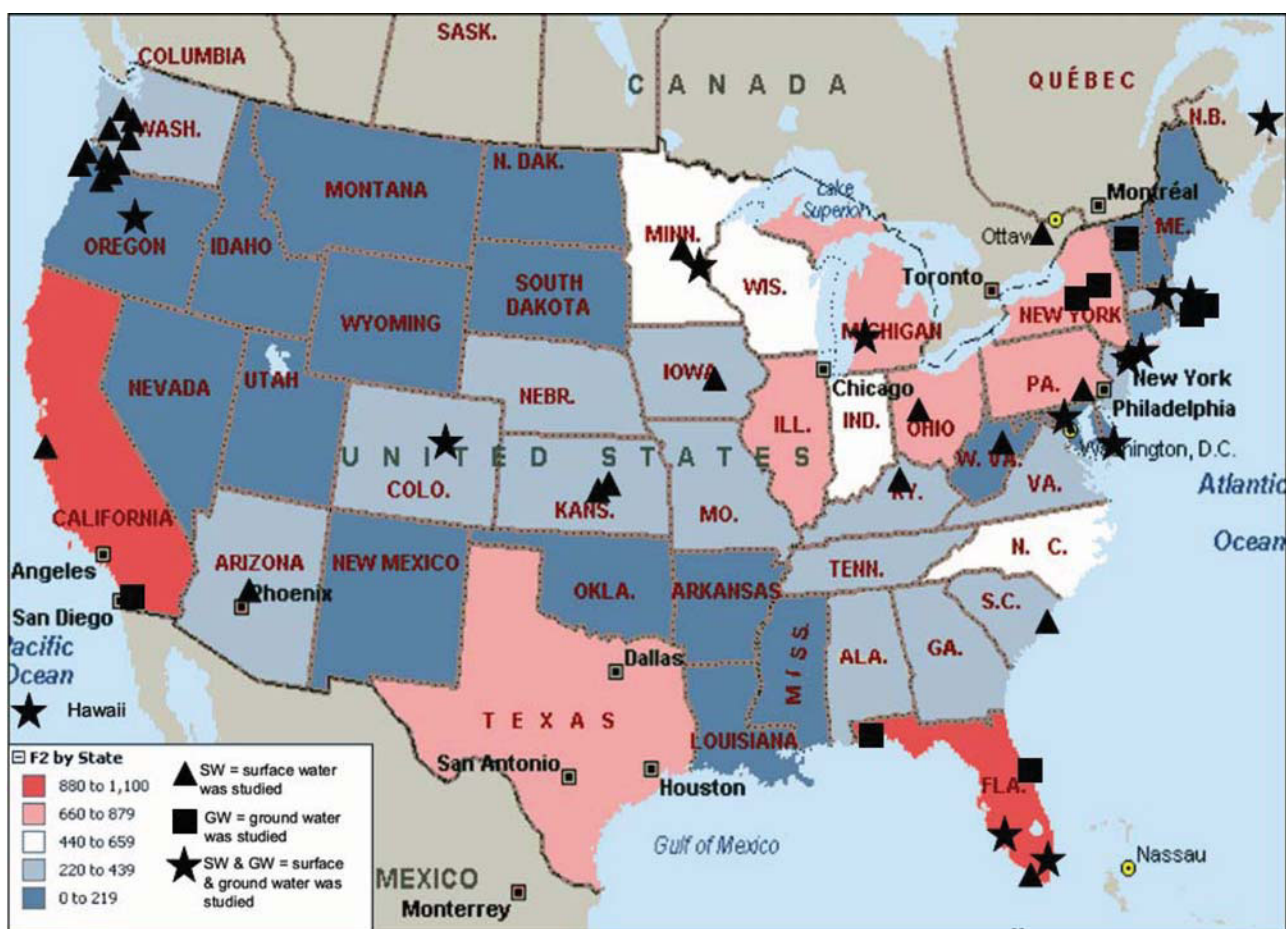 SASK.
COLUMBIA
CANADA
QUÉBEC
N.B.
WASH.
N. DAK.
MONTANA
Lake
Superior
Montréal
ME.
OREGON
IDAHO
MINN.
Ottaw
SOUTH
DAKOTA
WIS.
Toronto
WYOMING
MICHIGAN
NEW YORK
NEVADA
UTAH
IOWA
NEBR.
Chicago
PA.
New York
Philadelphia
ILL.
IND.
OHIO
UNITED STATES
W. VA.
Washington, D.C.
COLO.
KANS.
MO.
KY.
VA.
Atlantic
Ocean
CALIFORNIA
Angeles
ARIZONA
NEW MEXICO
OKLA.
ARKANSAS
TENN.
N. C.
San Diego
Phoenix
S.C.
Pacific
Ocean
MISS.
ALA.
GA.
Dallas
Hawaii
TEXAS
LOUISIANA
San Antonio
Houston
FLA.
Gulf of Mexico
Nassau
MEXICO
Monterrey
F2 by State
880 to 1,100
660 to 879
440 to 659
220 to 439
0 to 219
SW = surface water
was studied
GW = ground water
was studied
SW & GW = surface
& ground water was
studied